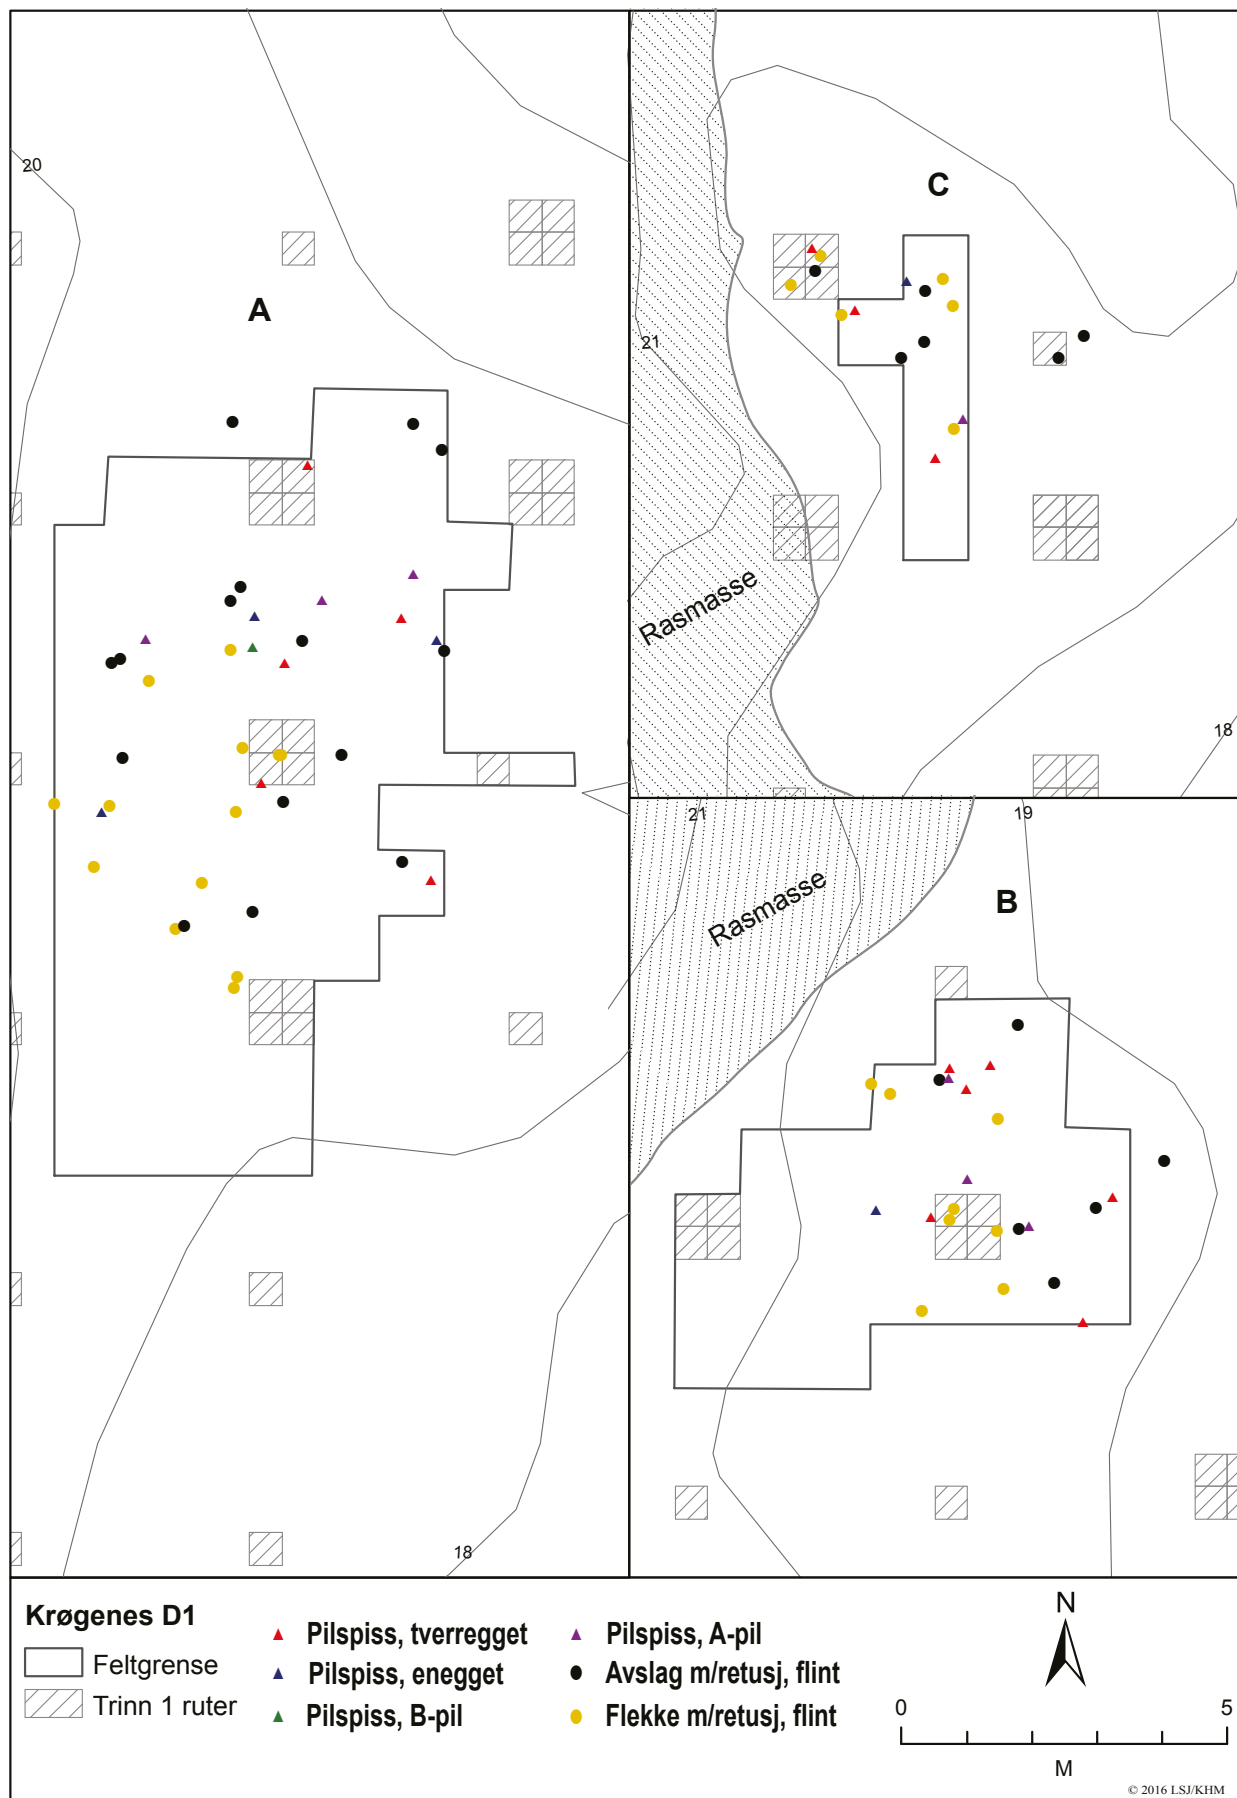 20
A
18
C
21
Rasmasse
18
21
19
Rasmasse
B
Krøgenes D1
Feltgrense
Trinn 1 ruter
Pilspiss, tverregget
Pilspiss, enegget
Pilspiss, B-pil
Pilspiss, A-pil
Avslag m/retusj, flint
Flekke m/retusj, flint
N
0 5
M
© 2016 LSJ/KHM